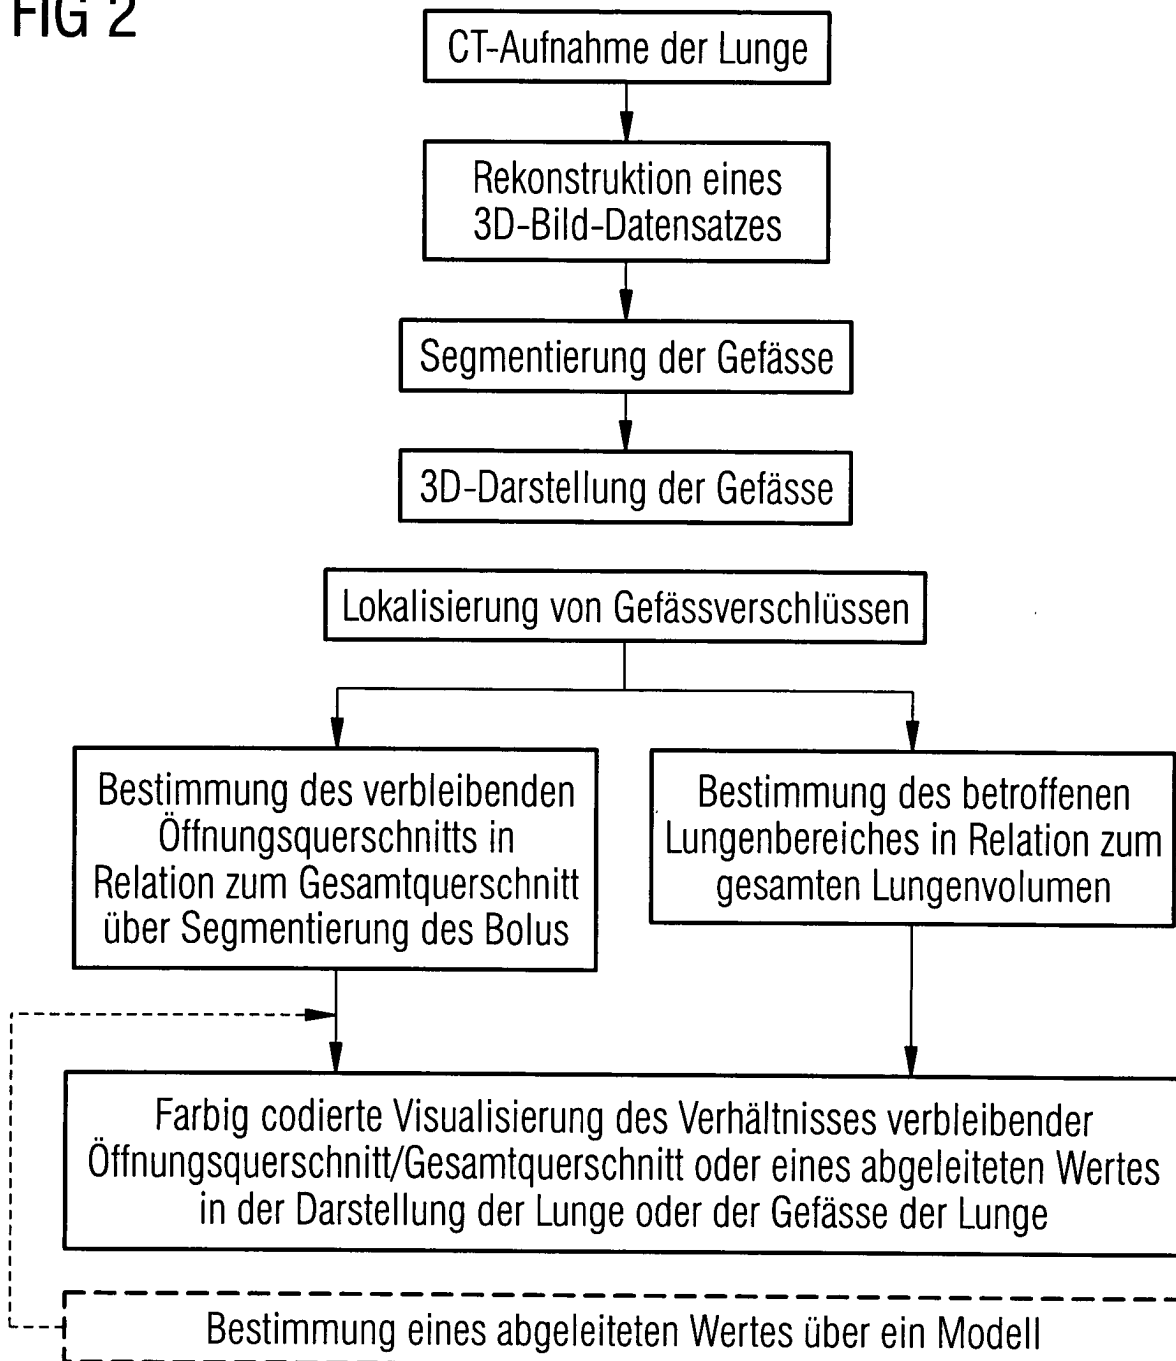 FIG 2
CT-Aufnahme der Lunge
Rekonstruktion eines
3D-Bild-Datensatzes
Segmentierung der Gefässe
3D-Darstellung der Gefässe
Lokalisierung von Gefässverschlüssen
Bestimmung des verbleibenden
Öffnungsquerschnitts in
Relation zum Gesamtquerschnitt
über Segmentierung des Bolus
Bestimmung des betroffenen
Lungenbereiches in Relation zum
gesamten Lungenvolumen
Farbig codierte Visualisierung des Verhältnisses verbleibender
Öffnungsquerschnitt/Gesamtquerschnitt oder eines abgeleiteten Wertes
in der Darstellung der Lunge oder der Gefässe der Lunge
Bestimmung eines abgeleiteten Wertes über ein Modell